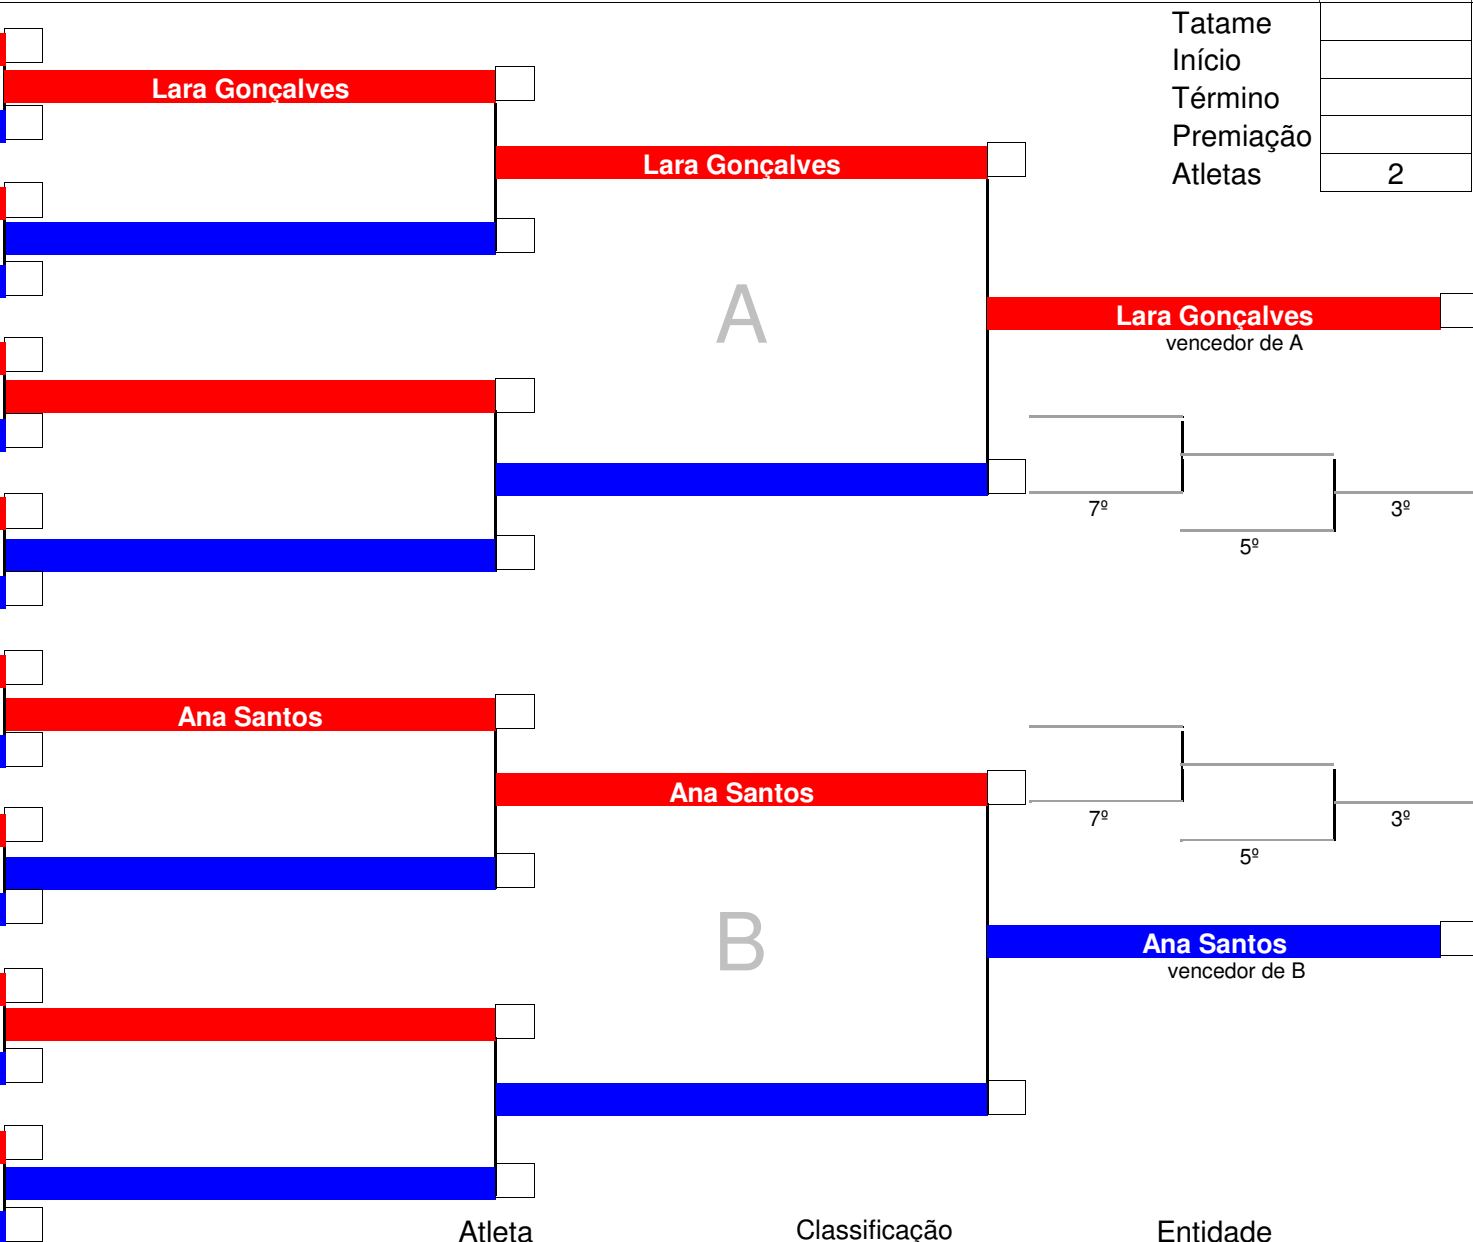 Tatame
Início
Término
Premiação
Atletas 2
Lara Gonçalves
Lara Gonçalves
A
Lara Gonçalves
vencedor de A
7º
3º
5º
Ana Santos
Ana Santos
7º
3º
5º
B
Ana Santos
vencedor de B
Atleta Classificação Entidade